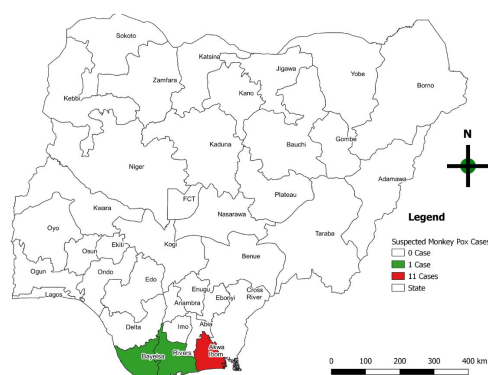 Sokoto
Katsina
Jigawa
Yobe
Zamfara
Kano
Borno
Kebbi
Gombe
Kaduna
Bauchi
Niger
Adamawa
FCT
Plateau
Kwara
Nasarawa
Oyo
Taraba
Ekiti
Kogi
Osun
Benue
Ogun
Ondo
Edo
Enugu
Cross
River
Lagos
Anambra
Ebonyi
Delta
Imo
Abia
Bayelsa
Rivers
Akwa
Ibom
N
Legend
Suspected Monkey Pox Cases
0 Case
1 Case
11 Cases
State
0 100 200 300 400 km